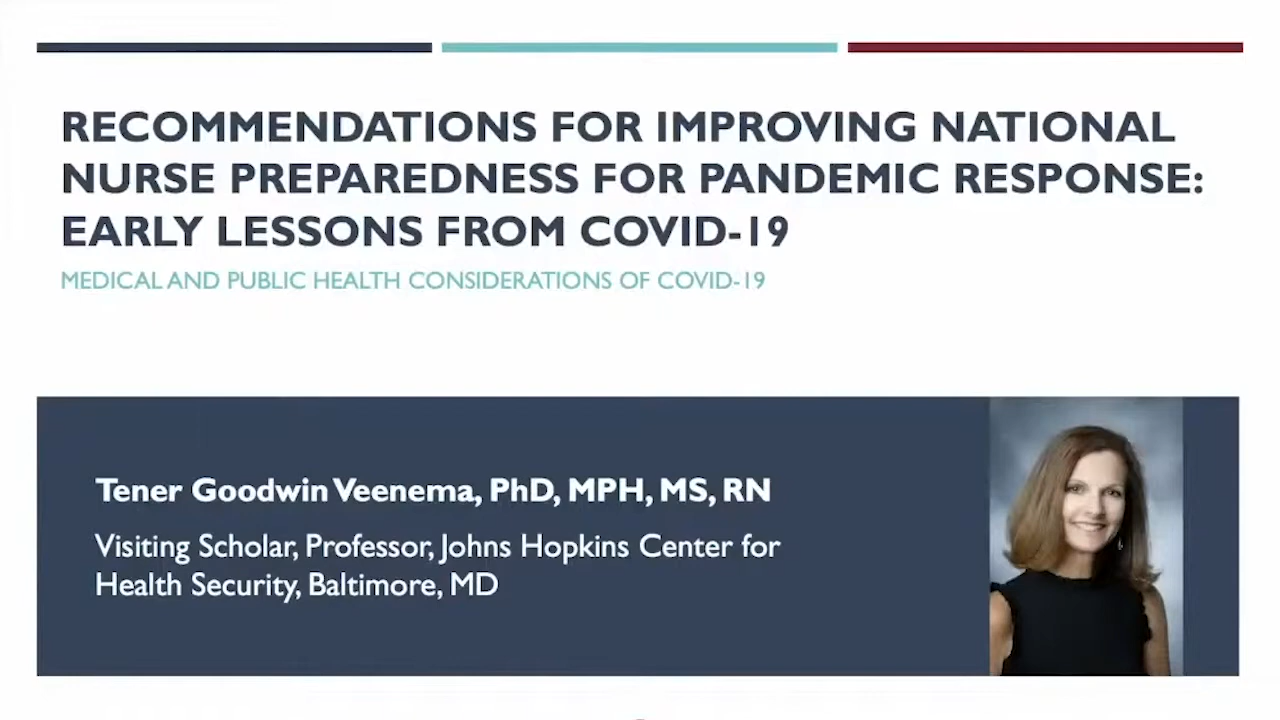 RECOMMENDATIONS FOR IMPROVING NATIONAL
NURSE PREPAREDNESS FOR PANDEMIC RESPONSE:
EARLY LESSONS FROM COVID-19
MEDICAL AND PUBLIC HEALTH CONSIDERATIONS OF COVID-19
Tener Goodwin Veenema, PhD, MPH, MS, RN
Visiting Scholar, Professor, Johns Hopkins Center for
Health Security, Baltimore, MD